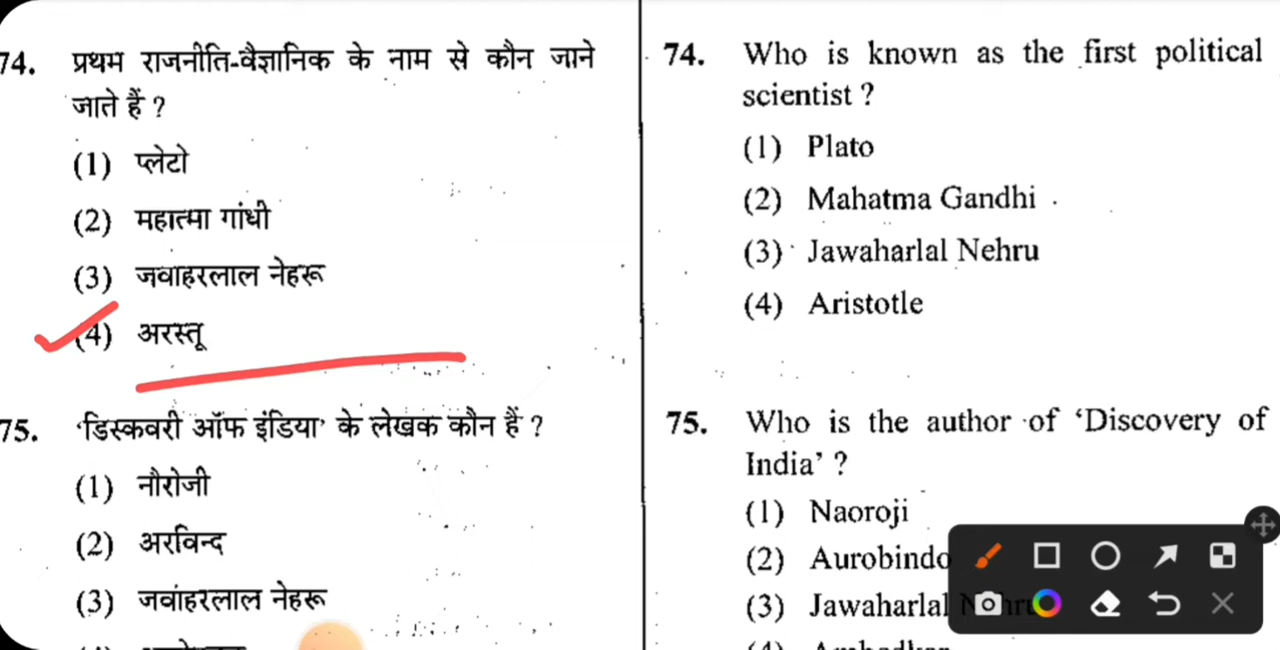 74. प्रथम राजनीति-वैज्ञानिक के नाम से कौन जाने
जाते हैं ?
(1) प्लेटो
(2) महात्मा गांधी
(3) जवाहरलाल नेहरू
(4) अरस्तू
75. ‘डिस्कवरी ऑफ इंडिया’ के लेखक कौन हैं ?
(1) नौरोजी
(2) अरविन्द
(3) जवाहरलाल नेहरू
74. Who is known as the first political
scientist ?
(1) Plato
(2) Mahatma Gandhi
(3) Jawaharlal Nehru
(4) Aristotle
75. Who is the author of ‘Discovery of
India’ ?
(1) Naoroji
(2) Aurobindo
(3) Jawaharlal Nehru
(4) Ambedkar